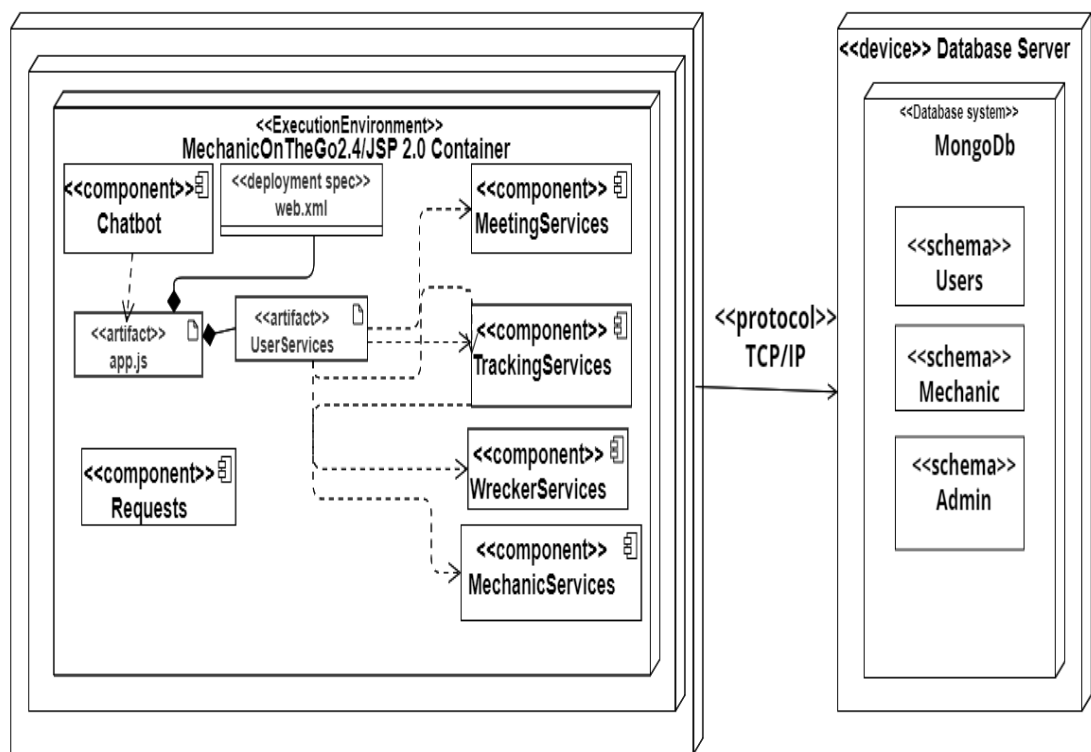 <<ExecutionEnvironment>>
MechanicOnTheGo2.4/JSP 2.0 Container
<<component>>
Chatbot
<<deployment spec>>
web.xml
<<component>>
MeetingServices
<<artifact>>
app.js
<<artifact>>
UserServices
<<component>>
TrackingServices
<<component>>
Requests
<<component>>
WreckerServices
<<component>>
MechanicServices
<<protocol>>
TCP/IP
<<device>> Database Server
<<Database system>>
MongoDb
<<schema>>
Users
<<schema>>
Mechanic
<<schema>>
Admin